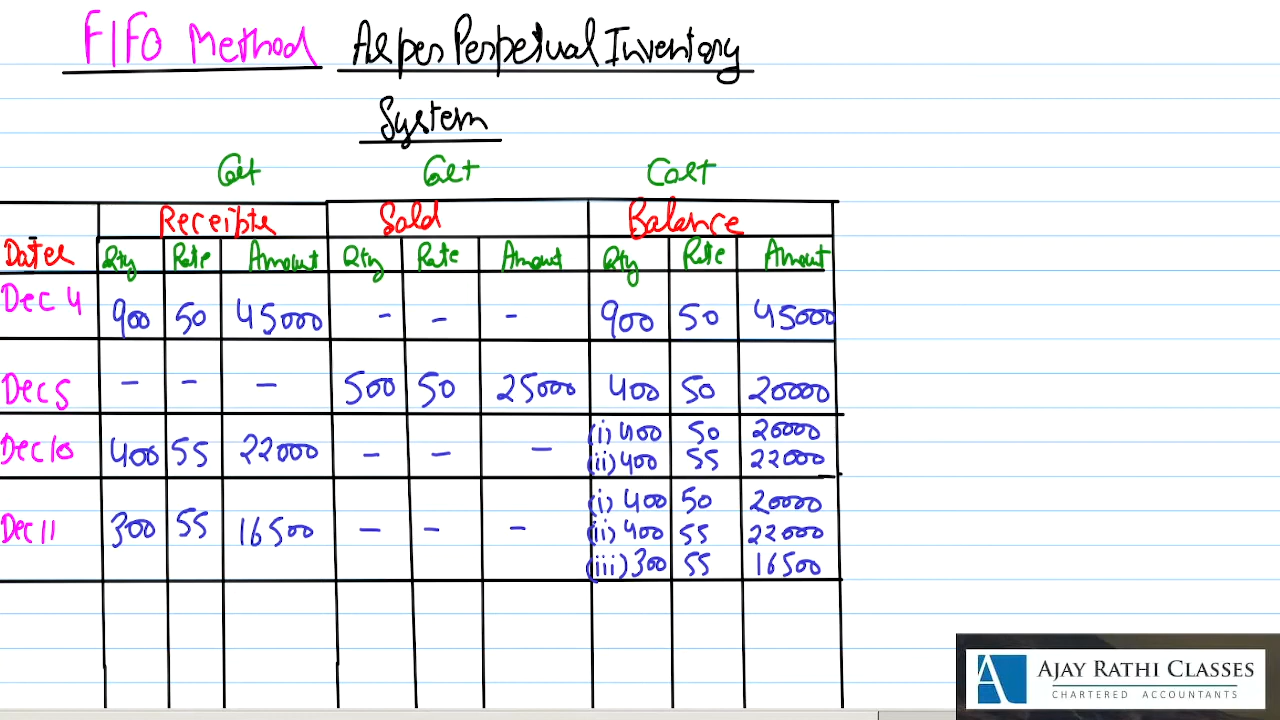 FIFO Method As per Perpetual Inventory
System
Cost Cost Cost
Receipts Sold Balance
Dates Qty Rate Amount Qty Rate Amount Qty Rate Amount
Dec 4 900 50 45000 - - - 900 50 45000
Dec 5 - - - 500 50 25000 400 50 20000
(i) 400 50 20000
Dec 10 400 55 22000 - - - (ii) 400 55 22000
(i) 400 50 20000
Dec 11 300 55 16500 - - - (ii) 400 55 22000
(iii) 300 55 16500
AJAY RATHI CLASSES
CHARTERED ACCOUNTANTS